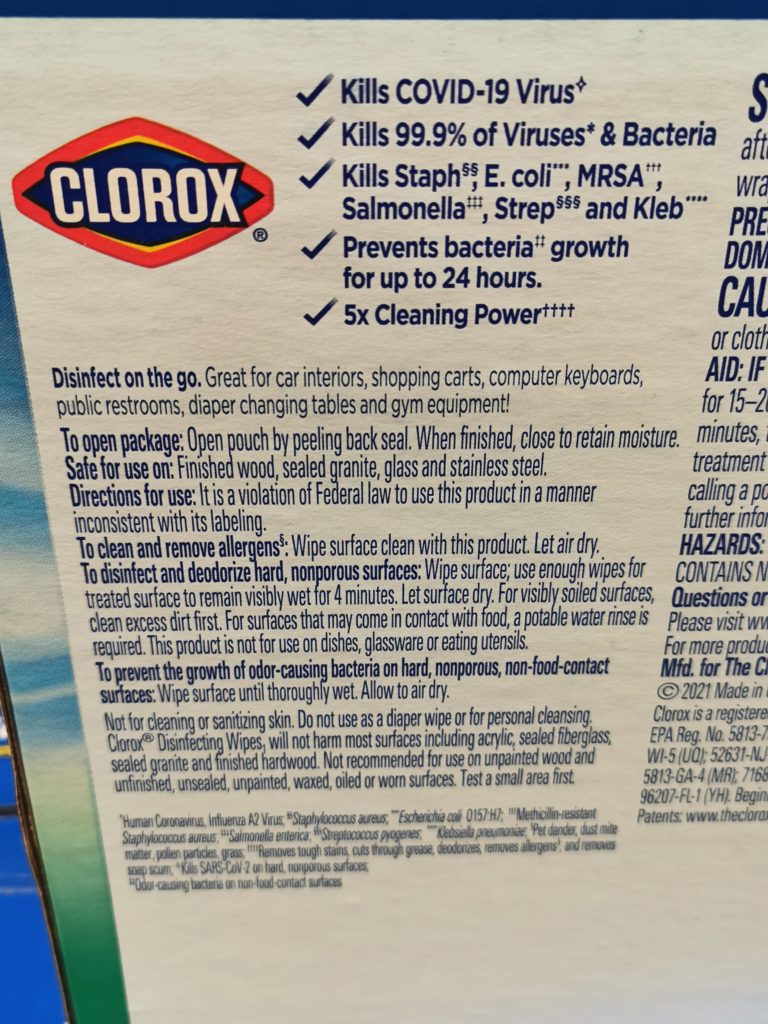 CLOROX®
✓ Kills COVID-19 Virus✧
✓ Kills 99.9% of Viruses* & Bacteria
✓ Kills Staph§§, E. coli***, MRSA†††,
Salmonella‡‡‡, Strep§§§ and Kleb****
✓ Prevents bacteria‡‡ growth
for up to 24 hours.
✓ 5x Cleaning Power††††
Disinfect on the go. Great for car interiors, shopping carts, computer keyboards,
public restrooms, diaper changing tables and gym equipment!
To open package: Open pouch by peeling back seal. When finished, close to retain moisture.
Safe for use on: Finished wood, sealed granite, glass and stainless steel.
Directions for use: It is a violation of Federal law to use this product in a manner
inconsistent with its labeling.
To clean and remove allergens§: Wipe surface clean with this product. Let air dry.
To disinfect and deodorize hard, nonporous surfaces: Wipe surface; use enough wipes for
treated surface to remain visibly wet for 4 minutes. Let surface dry. For visibly soiled surfaces,
clean excess dirt first. For surfaces that may come in contact with food, a potable water rinse is
required. This product is not for use on dishes, glassware or eating utensils.
To prevent the growth of odor-causing bacteria on hard, nonporous, non-food-contact
surfaces: Wipe surface until thoroughly wet. Allow to air dry.
Not for cleaning or sanitizing skin. Do not use as a diaper wipe or for personal cleansing.
Clorox® Disinfecting Wipes, will not harm most surfaces including acrylic, sealed fiberglass,
sealed granite and finished hardwood. Not recommended for use on unpainted wood and
unfinished, unsealed, unpainted, waxed, oiled or worn surfaces. Test a small area first.
*Human Coronavirus, Influenza A2 Virus; §§Staphylococcus aureus; ***Escherichia coli O157:H7; †††Methicillin-resistant
Staphylococcus aureus; ‡‡‡Salmonella enterica; §§§Streptococcus pyogenes; ****Klebsiella pneumoniae; §Pet dander, dust mite
matter, pollen particles, grass; ††††Removes tough stains, cuts through grease, deodorizes, removes allergens§, and removes
soap scum; ✧Kills SARS-CoV-2 on hard, nonporous surfaces;
‡‡Odor-causing bacteria on non-food-contact surfaces
S
aft
wra
PRE
DOM
CAU
or cloth
AID: IF
for 15–2
minutes,
treatment
calling a po
further infor
HAZARDS:
CONTAINS N
Questions or
Please visit ww
For more produ
Mfd. for The Cl
© 2021 Made in
Clorox is a registere
EPA Reg. No. 5813-7
WI-5 (UQ); 52631-NJ-
5813-GA-4 (MR); 7168
96207-FL-1 (YH). Begin
Patents: www.theclorox